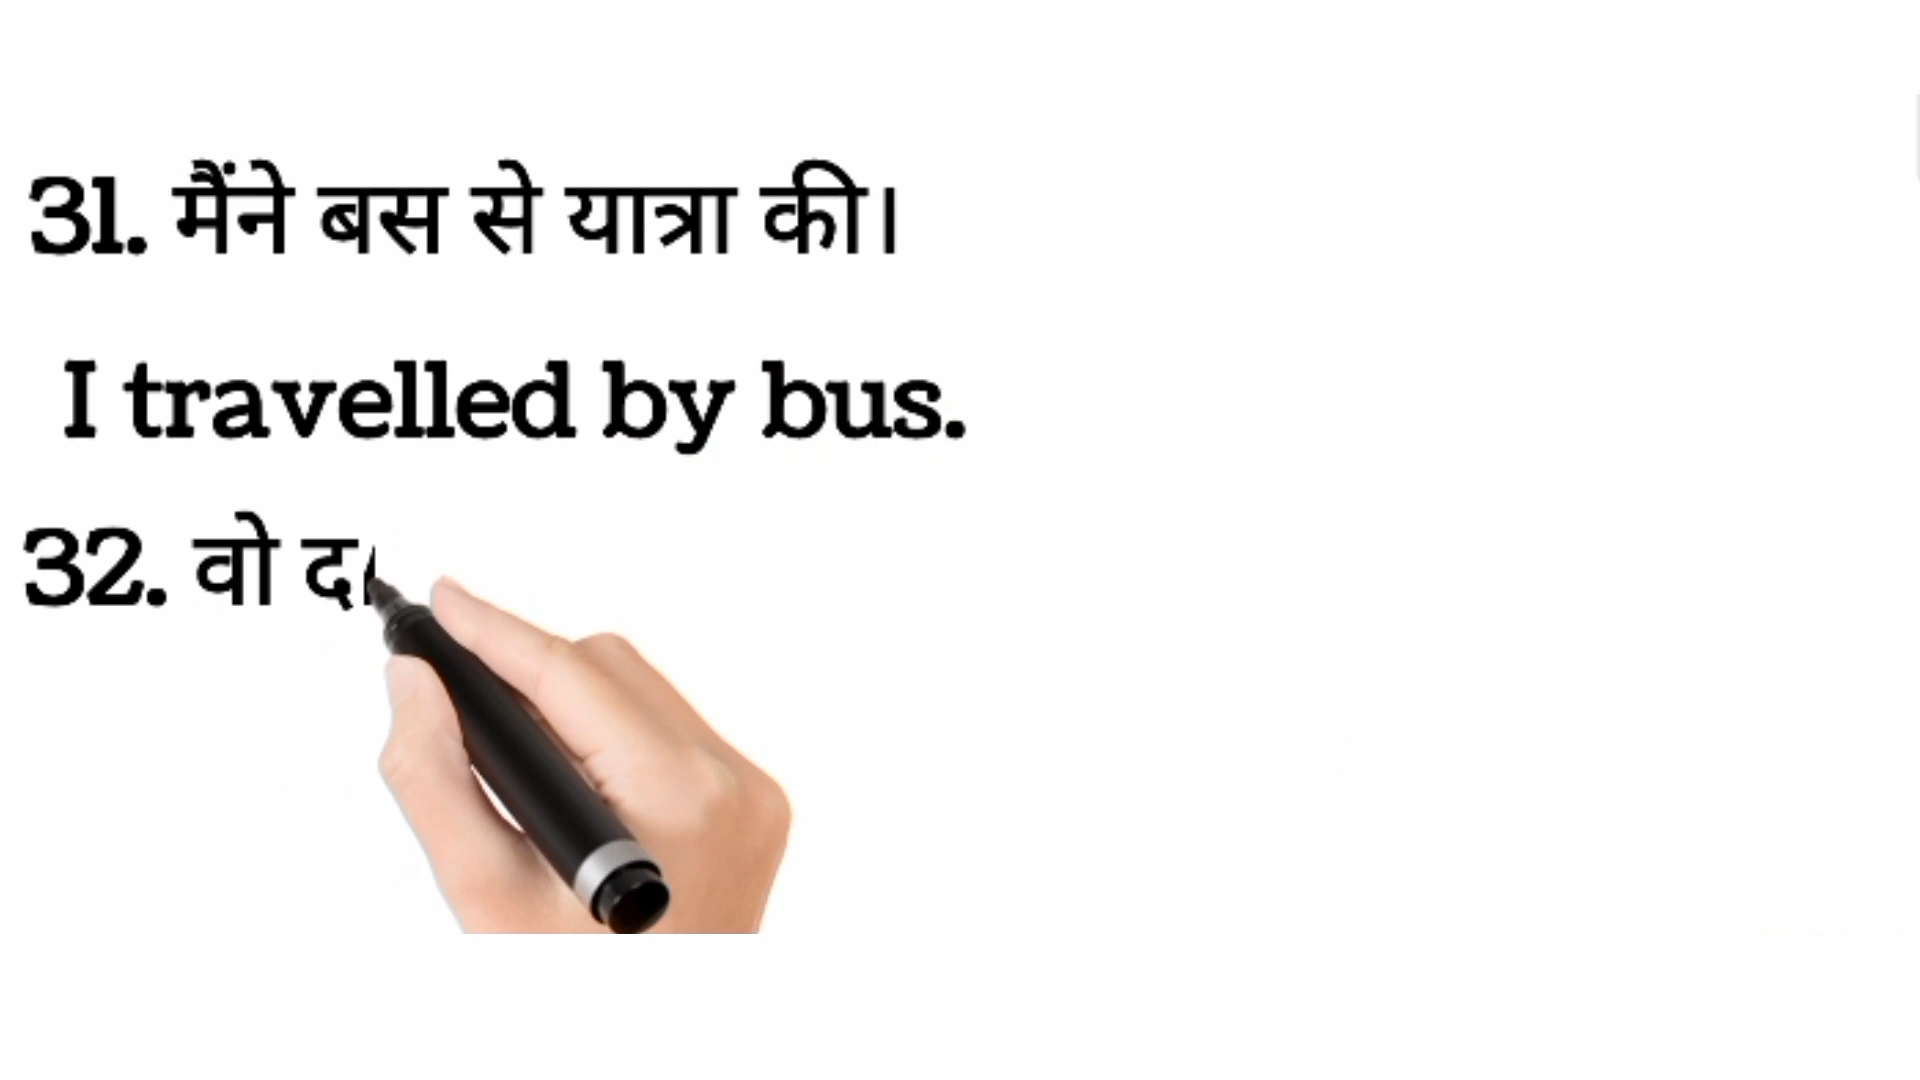 31. मैंने बस से यात्रा की।
I travelled by bus.
32. वो